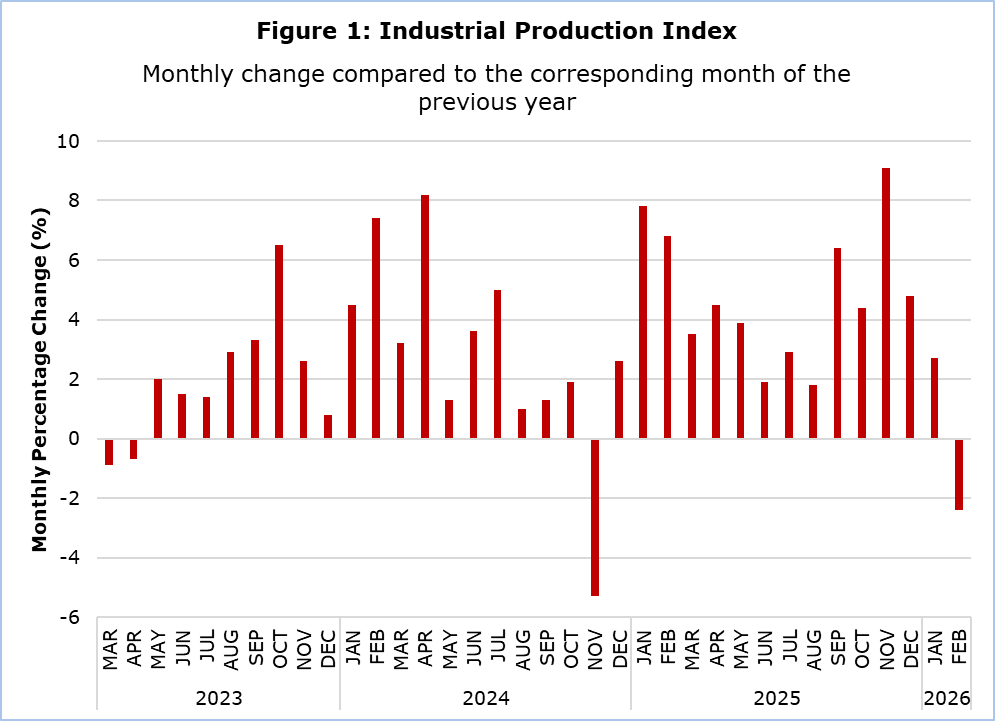 Figure 1: Industrial Production Index
Monthly change compared to the corresponding month of the
previous year
Monthly Percentage Change (%)
10
8
6
4
2
0
-2
-4
-6
MAR APR MAY JUN JUL AUG SEP OCT NOV DEC JAN FEB MAR APR MAY JUN JUL AUG SEP OCT NOV DEC JAN FEB MAR APR MAY JUN JUL AUG SEP OCT NOV DEC JAN FEB
2023 2024 2025 2026